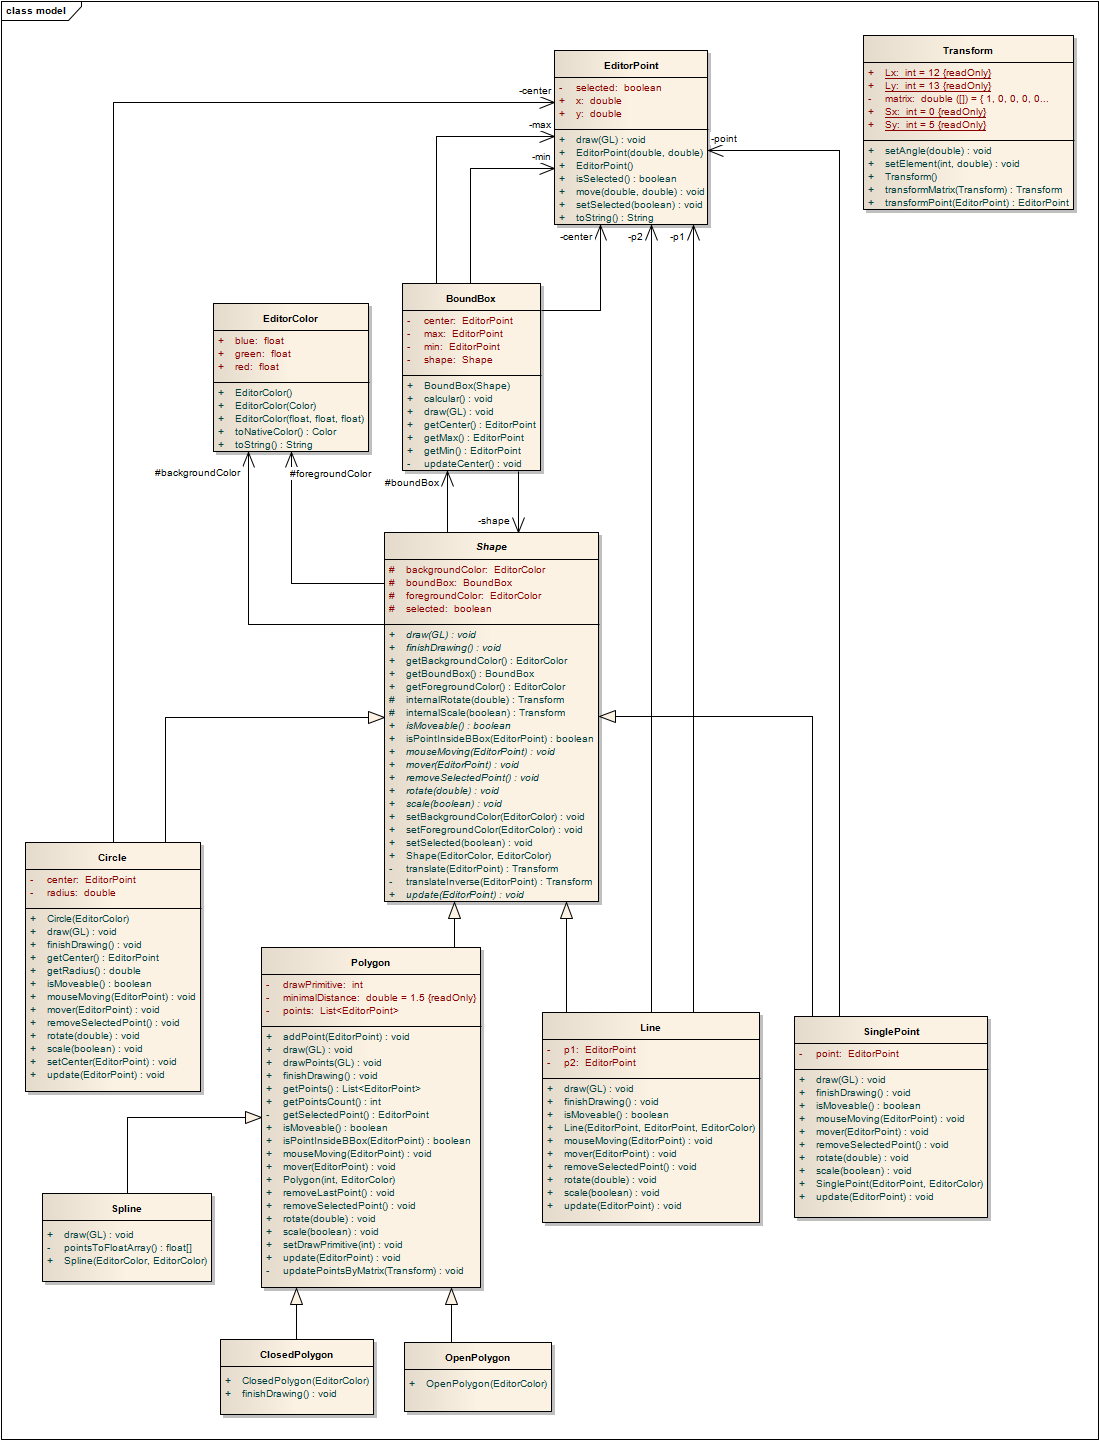 class model
EditorPoint
- selected: boolean
+ x: double
+ y: double
+ draw(GL) : void
+ EditorPoint(double, double)
+ EditorPoint()
+ isSelected() : boolean
+ move(double, double) : void
+ setSelected(boolean) : void
+ toString() : String
Transform
+ Lx: int = 12 {readOnly}
+ Ly: int = 13 {readOnly}
- matrix: double ([]) = { 1, 0, 0, 0, 0...
+ Sx: int = 0 {readOnly}
+ Sy: int = 5 {readOnly}
+ setAngle(double) : void
+ setElement(int, double) : void
+ Transform()
+ transformMatrix(Transform) : Transform
+ transformPoint(EditorPoint) : EditorPoint
-center
-max
-min
-point
-center
-p2
-p1
BoundBox
- center: EditorPoint
- max: EditorPoint
- min: EditorPoint
- shape: Shape
+ BoundBox(Shape)
+ calcular() : void
+ draw(GL) : void
+ getCenter() : EditorPoint
+ getMax() : EditorPoint
+ getMin() : EditorPoint
- updateCenter() : void
EditorColor
+ blue: float
+ green: float
+ red: float
+ EditorColor()
+ EditorColor(Color)
+ EditorColor(float, float, float)
+ toNativeColor() : Color
+ toString() : String
#backgroundColor
#foregroundColor
#boundBox
-shape
Shape
# backgroundColor: EditorColor
# boundBox: BoundBox
# foregroundColor: EditorColor
# selected: boolean
+ draw(GL) : void
+ finishDrawing() : void
+ getBackgroundColor() : EditorColor
+ getBoundBox() : BoundBox
+ getForegroundColor() : EditorColor
# internalRotate(double) : Transform
# internalScale(boolean) : Transform
+ isMoveable() : boolean
+ isPointInsideBBox(EditorPoint) : boolean
+ mouseMoving(EditorPoint) : void
+ mover(EditorPoint) : void
+ removeSelectedPoint() : void
+ rotate(double) : void
+ scale(boolean) : void
+ setBackgroundColor(EditorColor) : void
+ setForegroundColor(EditorColor) : void
+ setSelected(boolean) : void
+ Shape(EditorColor, EditorColor)
- translate(EditorPoint) : Transform
- translateInverse(EditorPoint) : Transform
+ update(EditorPoint) : void
Circle
- center: EditorPoint
- radius: double
+ Circle(EditorColor)
+ draw(GL) : void
+ finishDrawing() : void
+ getCenter() : EditorPoint
+ getRadius() : double
+ isMoveable() : boolean
+ mouseMoving(EditorPoint) : void
+ mover(EditorPoint) : void
+ removeSelectedPoint() : void
+ rotate(double) : void
+ scale(boolean) : void
+ setCenter(EditorPoint) : void
+ update(EditorPoint) : void
Polygon
- drawPrimitive: int
- minimalDistance: double = 1.5 {readOnly}
- points: List<EditorPoint>
+ addPoint(EditorPoint) : void
+ draw(GL) : void
+ drawPoints(GL) : void
+ finishDrawing() : void
+ getPoints() : List<EditorPoint>
+ getPointsCount() : int
- getSelectedPoint() : EditorPoint
+ isMoveable() : boolean
+ isPointInsideBBox(EditorPoint) : boolean
+ mouseMoving(EditorPoint) : void
+ mover(EditorPoint) : void
+ Polygon(int, EditorColor)
+ removeLastPoint() : void
+ removeSelectedPoint() : void
+ rotate(double) : void
+ scale(boolean) : void
+ setDrawPrimitive(int) : void
+ update(EditorPoint) : void
- updatePointsByMatrix(Transform) : void
Line
- p1: EditorPoint
- p2: EditorPoint
+ draw(GL) : void
+ finishDrawing() : void
+ isMoveable() : boolean
+ Line(EditorPoint, EditorPoint, EditorColor)
+ mouseMoving(EditorPoint) : void
+ mover(EditorPoint) : void
+ removeSelectedPoint() : void
+ rotate(double) : void
+ scale(boolean) : void
+ update(EditorPoint) : void
SinglePoint
- point: EditorPoint
+ draw(GL) : void
+ finishDrawing() : void
+ isMoveable() : boolean
+ mouseMoving(EditorPoint) : void
+ mover(EditorPoint) : void
+ removeSelectedPoint() : void
+ rotate(double) : void
+ scale(boolean) : void
+ SinglePoint(EditorPoint, EditorColor)
+ update(EditorPoint) : void
Spline
+ draw(GL) : void
- pointsToFloatArray() : float[]
+ Spline(EditorColor, EditorColor)
ClosedPolygon
+ ClosedPolygon(EditorColor)
+ finishDrawing() : void
OpenPolygon
+ OpenPolygon(EditorColor)